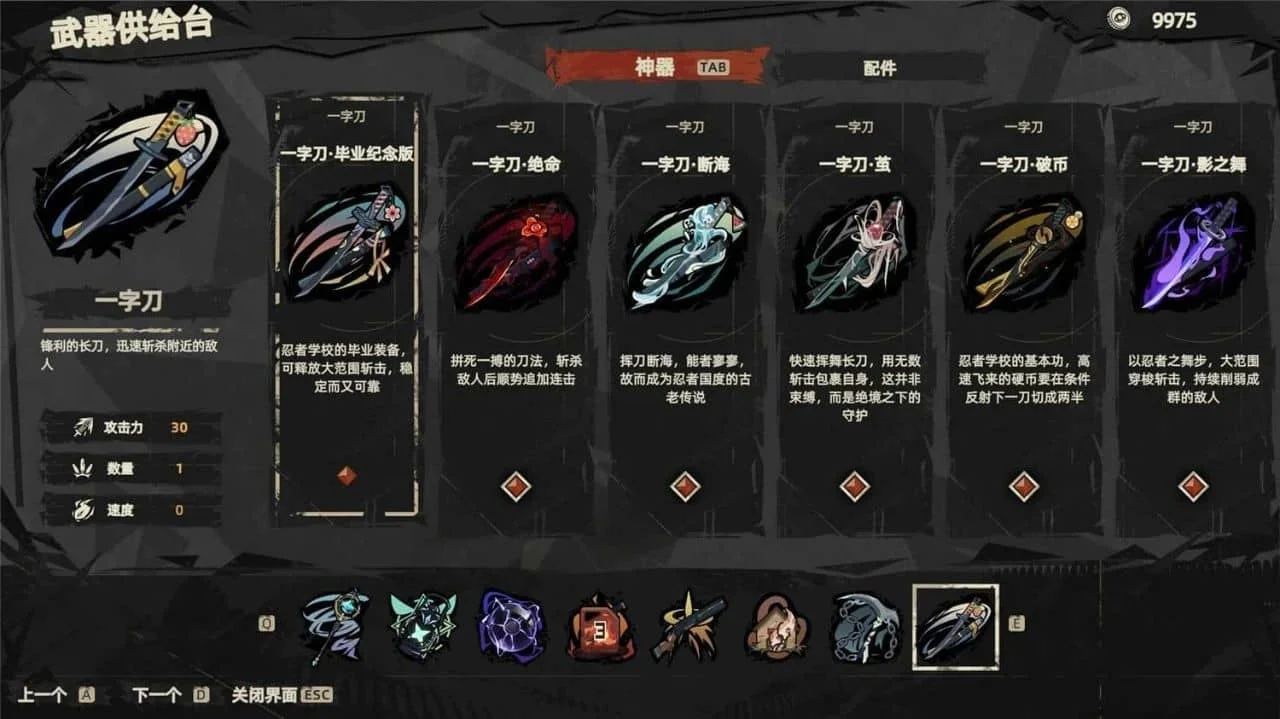 武器供给台
9975
神器 TAB
配件
一字刀
锋利的长刀，迅速斩杀附近的敌
人
攻击力 30
数量 1
速度 0
一字刀
一字刀·毕业纪念版
忍者学校的毕业装备，
可释放大范围斩击，稳
定而又可靠
一字刀
一字刀·绝命
拼死一搏的刀法，斩杀
敌人后顺势追加连击
一字刀
一字刀·断海
挥刀断海，能者寥寥，
故而成为忍者国度的古
老传说
一字刀
一字刀·茧
快速挥舞长刀，用无数
斩击包裹自身，这并非
束缚，而是绝境之下的
守护
一字刀
一字刀·破币
忍者学校的基本功，高
速飞来的硬币要在条件
反射下一刀切成两半
一字刀
一字刀·影之舞
以忍者之舞步，大范围
穿梭斩击，持续削弱成
群的敌人
Q
3
E
上一个 A 下一个 D 关闭界面 ESC